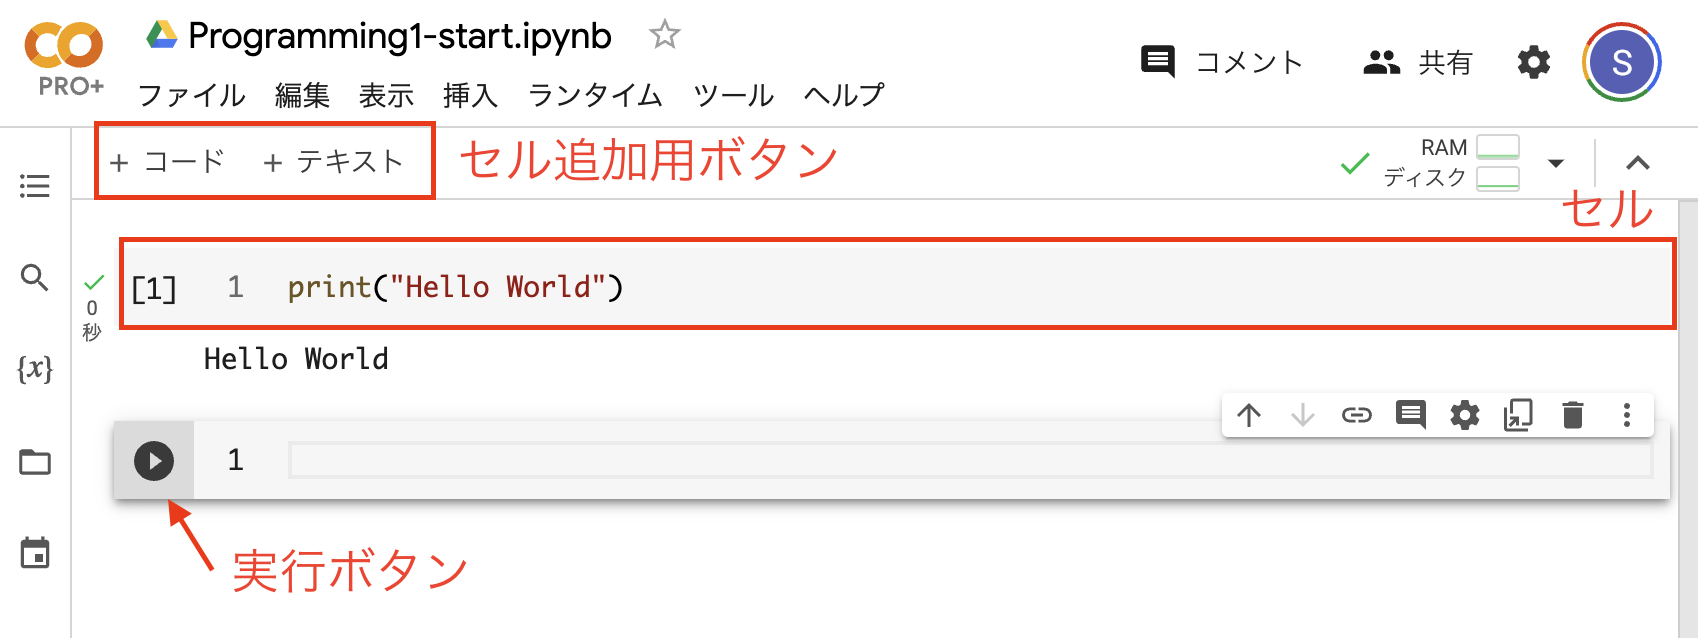 Programming1-start.ipynb
PRO+
ファイル 編集 表示 挿入 ランタイム ツール ヘルプ
コメント 共有 S
+ コード + テキスト
セル追加用ボタン
RAM
ディスク
セル
[1] 1 print("Hello World")
0
秒
{x}
Hello World
1
実行ボタン